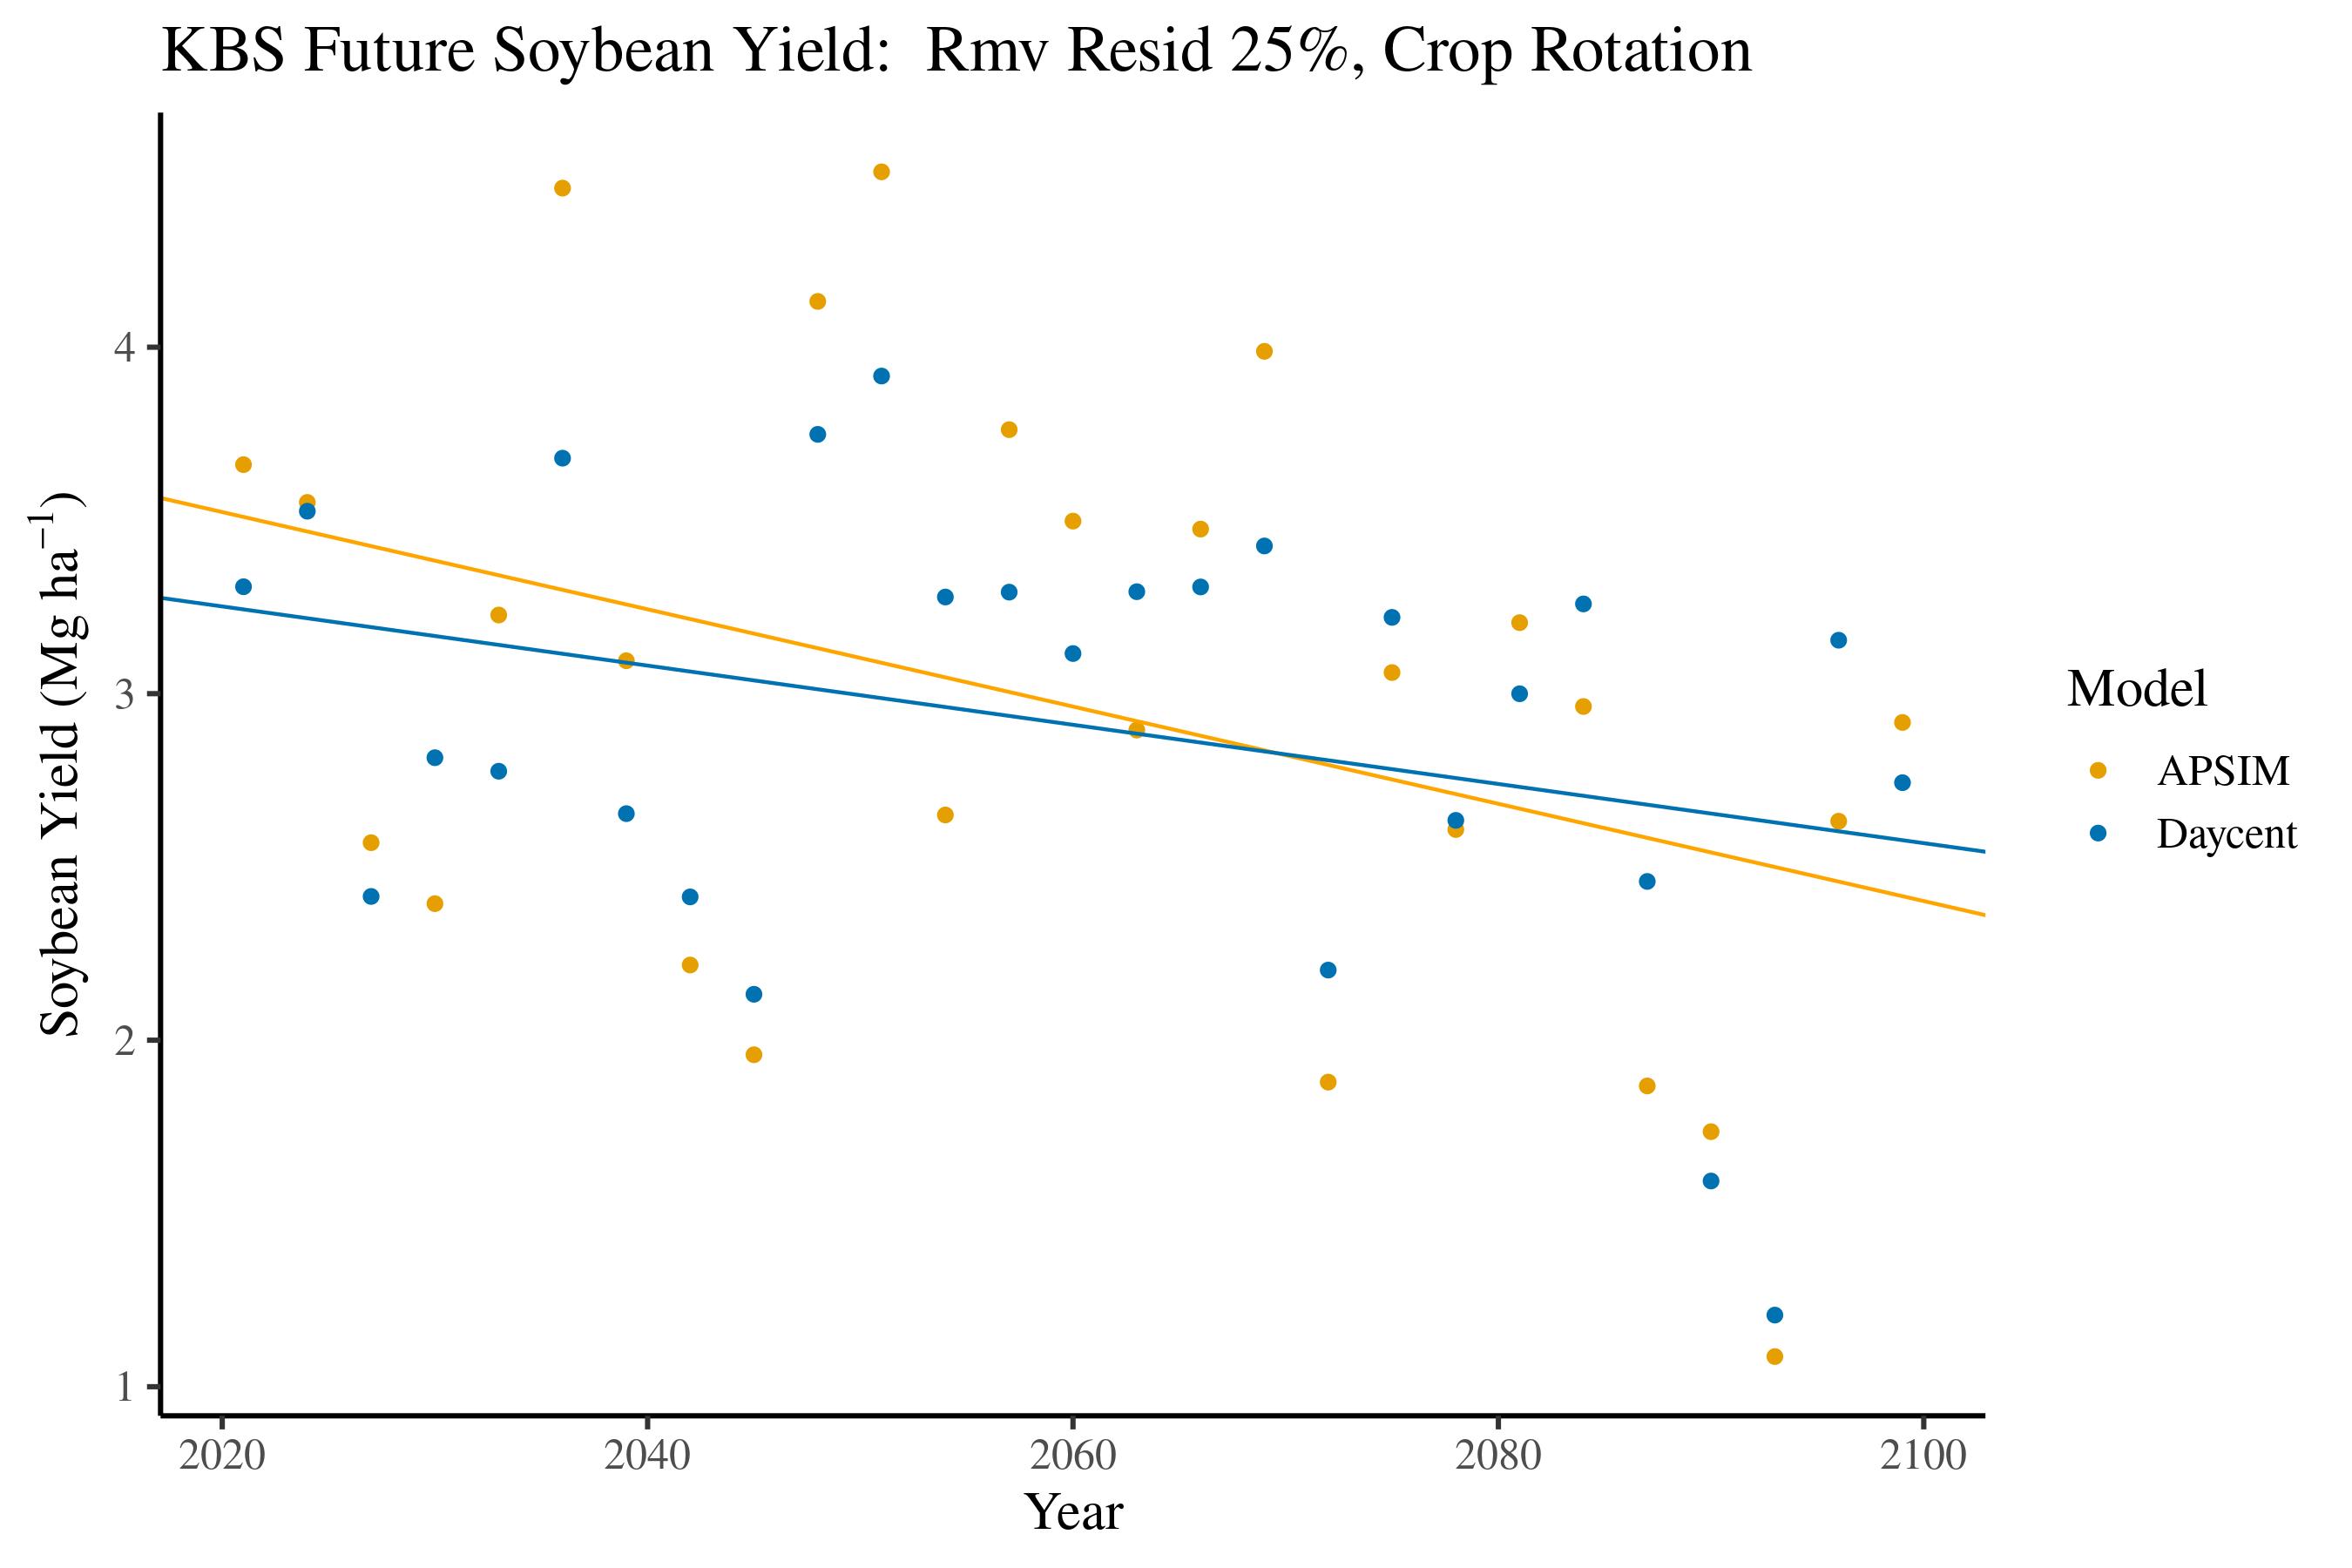 KBS Future Soybean Yield:  Rmv Resid 25%, Crop Rotation
Soybean Yield (Mg ha⁻¹)
4
3
2
1
2020 2040 2060 2080 2100
Year
Model
APSIM
Daycent